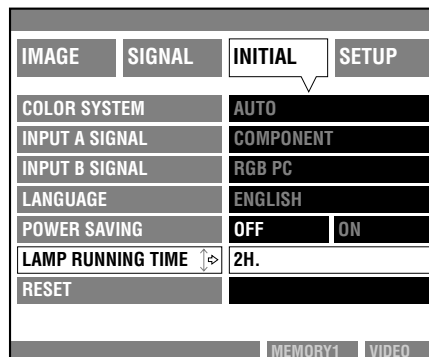 IMAGE SIGNAL INITIAL SETUP
COLOR SYSTEM AUTO
INPUT A SIGNAL COMPONENT
INPUT B SIGNAL RGB PC
LANGUAGE ENGLISH
POWER SAVING OFF ON
LAMP RUNNING TIME 2H.
RESET
MEMORY1 VIDEO